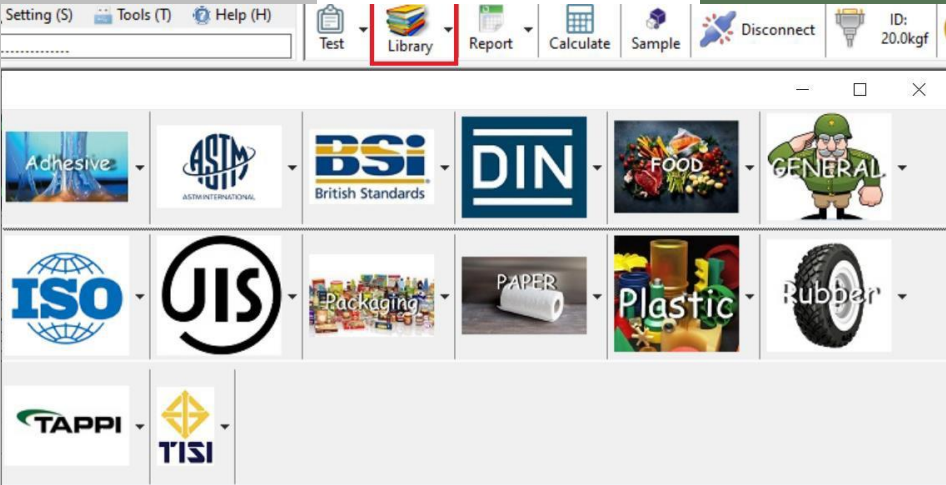 Setting (S) Tools (T) Help (H)
---------------
Test Library Report Calculate Sample Disconnect
ID:
20.0kgf
Adhesive
ASTM
ASTM INTERNATIONAL
BSi
British Standards
DIN
FOOD
GENERAL
ISO
JIS
Packaging
PAPER
Plastic
Rubber
TAPPI
TISI